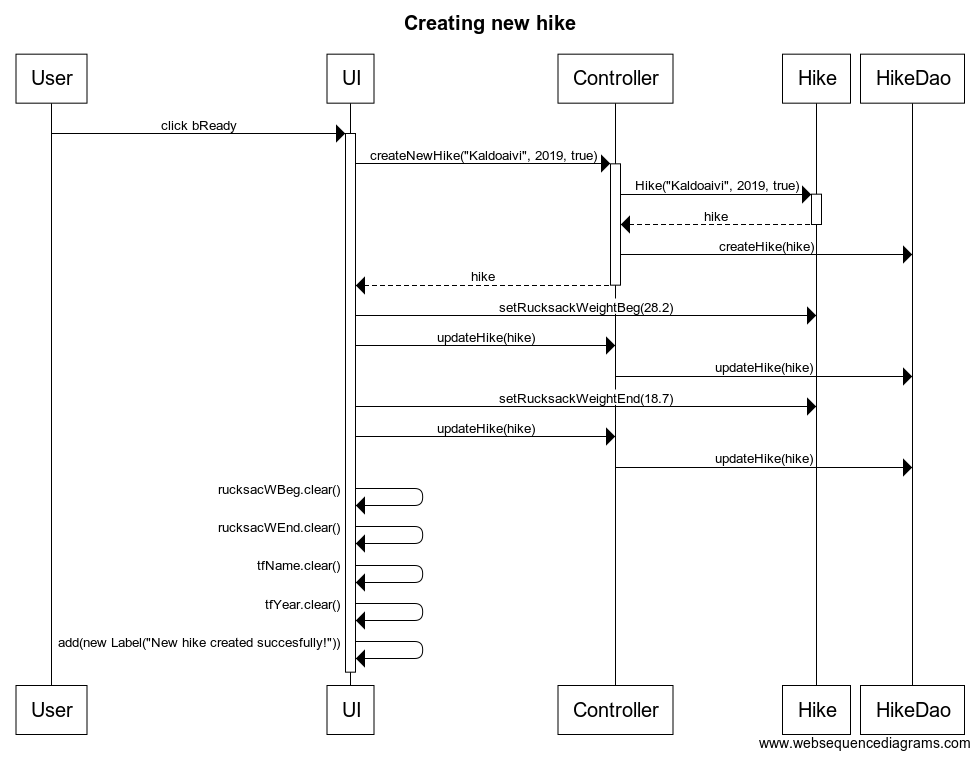 Creating new hike
User UI Controller Hike HikeDao
click bReady
createNewHike("Kaldoaivi", 2019, true)
Hike("Kaldoaivi", 2019, true)
hike
createHike(hike)
hike
setRucksackWeightBeg(28.2)
updateHike(hike)
updateHike(hike)
setRucksackWeightEnd(18.7)
updateHike(hike)
updateHike(hike)
rucksacWBeg.clear()
rucksacWEnd.clear()
tfName.clear()
tfYear.clear()
add(new Label("New hike created succesfully!"))
User UI Controller Hike HikeDao
www.websequencediagrams.com